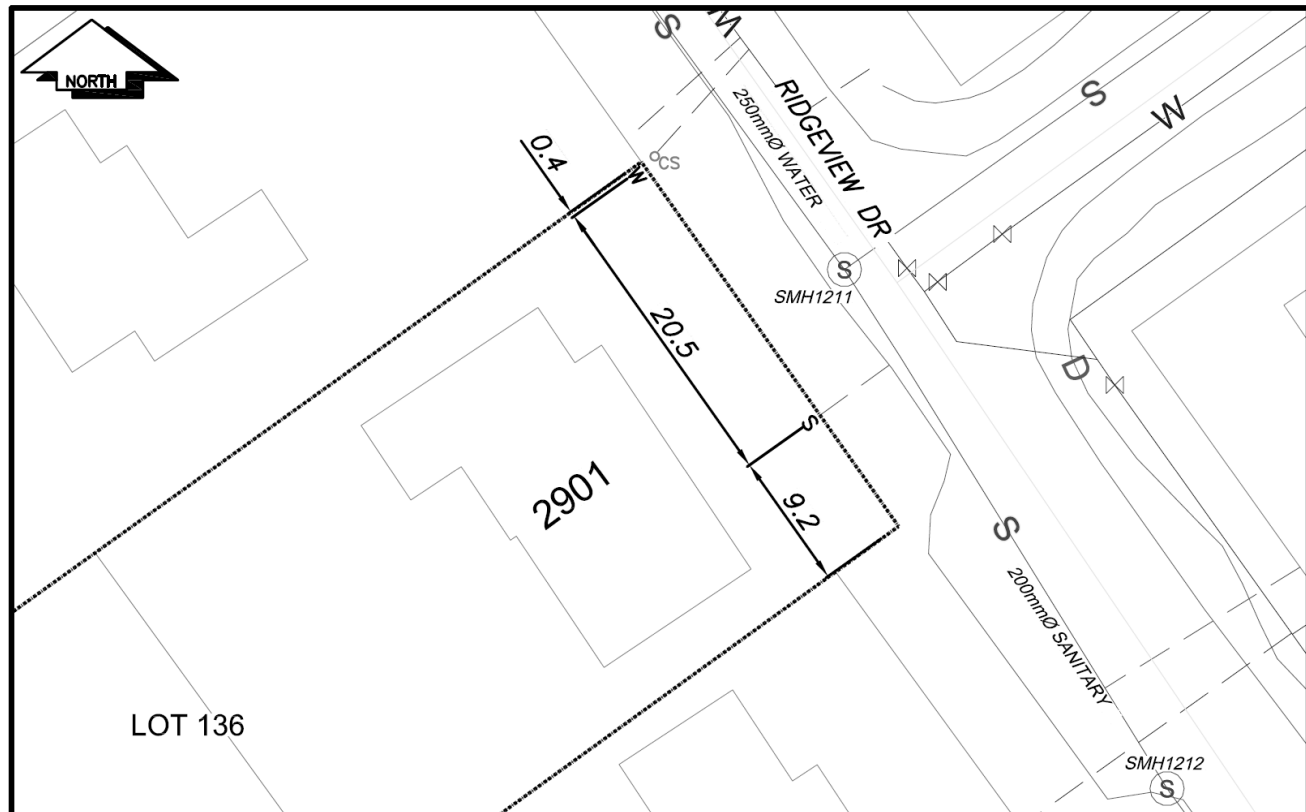 NORTH
S
W
RIDGEVIEW DR
250mmØ WATER
S
W
0.4
CS
W
S
SMH1211
20.5
D
S
9.2
2901
S
200mmØ SANITARY
LOT 136
SMH1212
S